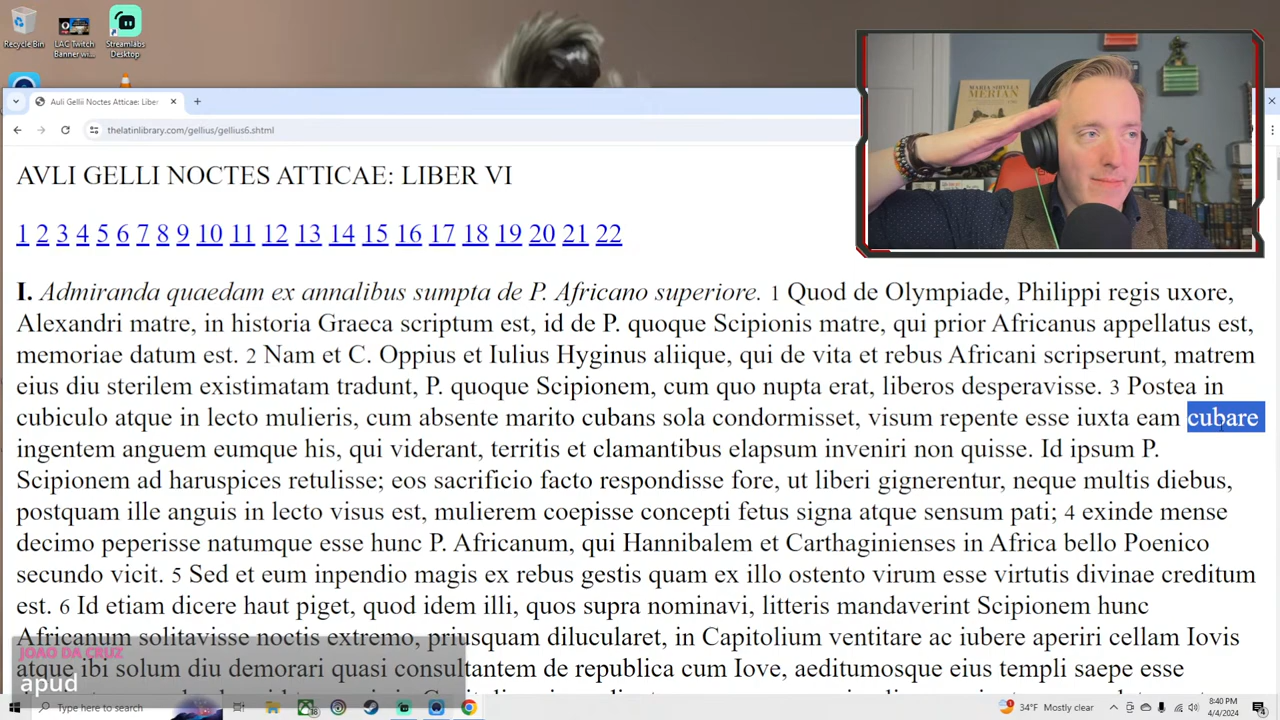 Recycle Bin
LAC Twitch
Banner wi...
Streamlabs
Desktop
Auli Gellii Noctes Atticae: Liber
thelatinlibrary.com/gellius/gellius6.shtml
MARIA SIBYLLA
MERIAN
AVLI GELLI NOCTES ATTICAE: LIBER VI
1 2 3 4 5 6 7 8 9 10 11 12 13 14 15 16 17 18 19 20 21 22
I. Admiranda quaedam ex annalibus sumpta de P. Africano superiore. 1 Quod de Olympiade, Philippi regis uxore,
Alexandri matre, in historia Graeca scriptum est, id de P. quoque Scipionis matre, qui prior Africanus appellatus est,
memoriae datum est. 2 Nam et C. Oppius et Iulius Hyginus aliique, qui de vita et rebus Africani scripserunt, matrem
eius diu sterilem existimatam tradunt, P. quoque Scipionem, cum quo nupta erat, liberos desperavisse. 3 Postea in
cubiculo atque in lecto mulieris, cum absente marito cubans sola condormisset, visum repente esse iuxta eam cubare
ingentem anguem eumque his, qui viderant, territis et clamantibus elapsum inveniri non quisse. Id ipsum P.
Scipionem ad haruspices retulisse; eos sacrificio facto respondisse fore, ut liberi gignerentur, neque multis diebus,
postquam ille anguis in lecto visus est, mulierem coepisse concepti fetus signa atque sensum pati; 4 exinde mense
decimo peperisse natumque esse hunc P. Africanum, qui Hannibalem et Carthaginienses in Africa bello Poenico
secundo vicit. 5 Sed et eum inpendio magis ex rebus gestis quam ex illo ostento virum esse virtutis divinae creditum
est. 6 Id etiam dicere haut piget, quod idem illi, quos supra nominavi, litteris mandaverint Scipionem hunc
Africanum solitavisse noctis extremo, priusquam dilucularet, in Capitolium ventitare ac iubere aperiri cellam Iovis
atque ibi solum diu demorari quasi consultantem de republica cum Iove, aeditumosque eius templi saepe esse
JOAO DA CRUZ
apud
Type here to search
34°F Mostly clear
8:40 PM
4/4/2024